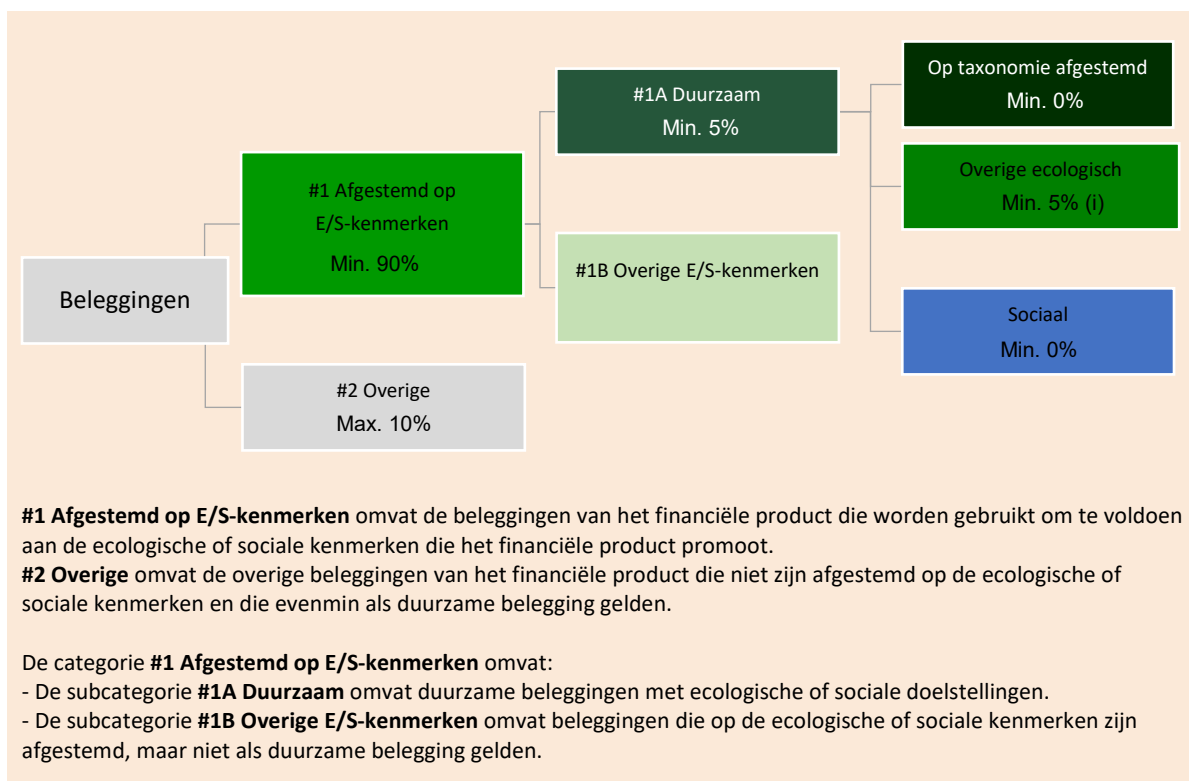 Beleggingen
#1 Afgestemd op
E/S-kenmerken
Min. 90%
#2 Overige
Max. 10%
#1A Duurzaam
Min. 5%
#1B Overige E/S-kenmerken
Op taxonomie afgestemd
Min. 0%
Overige ecologisch
Min. 5% (i)
Sociaal
Min. 0%
#1 Afgestemd op E/S-kenmerken omvat de beleggingen van het financiële product die worden gebruikt om te voldoen
aan de ecologische of sociale kenmerken die het financiële product promoot.
#2 Overige omvat de overige beleggingen van het financiële product die niet zijn afgestemd op de ecologische of
sociale kenmerken en die evenmin als duurzame belegging gelden.
De categorie #1 Afgestemd op E/S-kenmerken omvat:
- De subcategorie #1A Duurzaam omvat duurzame beleggingen met ecologische of sociale doelstellingen.
- De subcategorie #1B Overige E/S-kenmerken omvat beleggingen die op de ecologische of sociale kenmerken zijn
afgestemd, maar niet als duurzame belegging gelden.